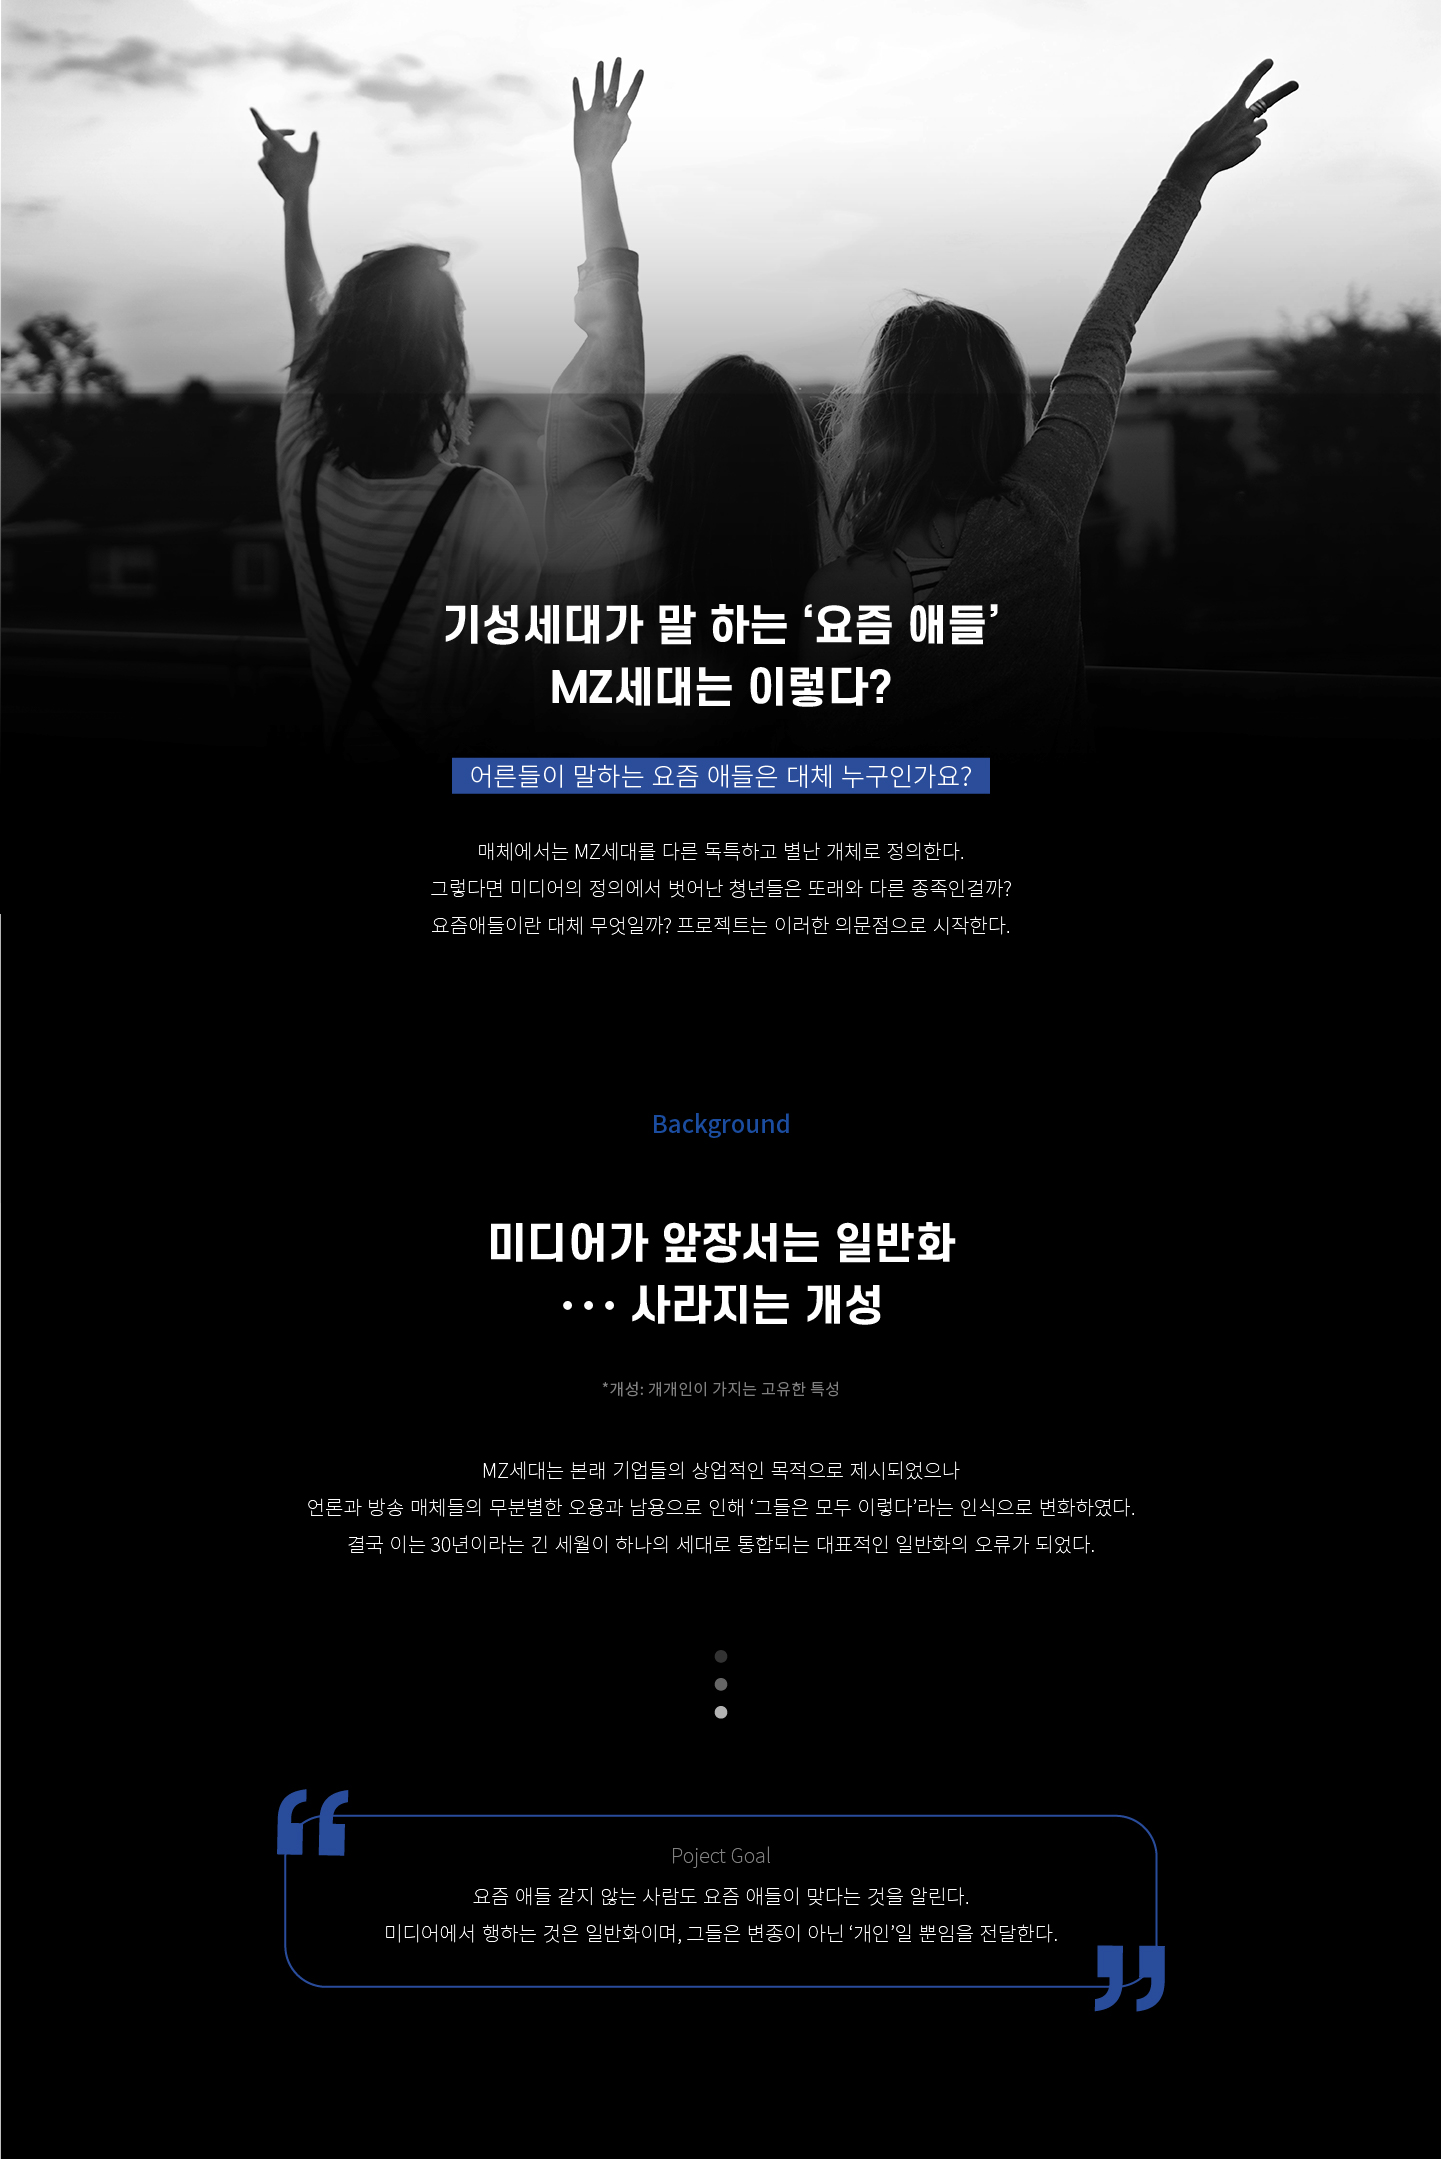 기성세대가 말 하는 ‘요즘 애들’
MZ세대는 이렇다?
어른들이 말하는 요즘 애들은 대체 누구인가요?
매체에서는 MZ세대를 다른 독특하고 별난 개체로 정의한다.
그렇다면 미디어의 정의에서 벗어난 청년들은 또래와 다른 종족인걸까?
요즘애들이란 대체 무엇일까? 프로젝트는 이러한 의문점으로 시작한다.
Background
미디어가 앞장서는 일반화
··· 사라지는 개성
*개성: 개개인이 가지는 고유한 특성
MZ세대는 본래 기업들의 상업적인 목적으로 제시되었으나
언론과 방송 매체들의 무분별한 오용과 남용으로 인해 ‘그들은 모두 이렇다’라는 인식으로 변화하였다.
결국 이는 30년이라는 긴 세월이 하나의 세대로 통합되는 대표적인 일반화의 오류가 되었다.
Poject Goal
요즘 애들 같지 않는 사람도 요즘 애들이 맞다는 것을 알린다.
미디어에서 행하는 것은 일반화이며, 그들은 변종이 아닌 ‘개인’일 뿐임을 전달한다.